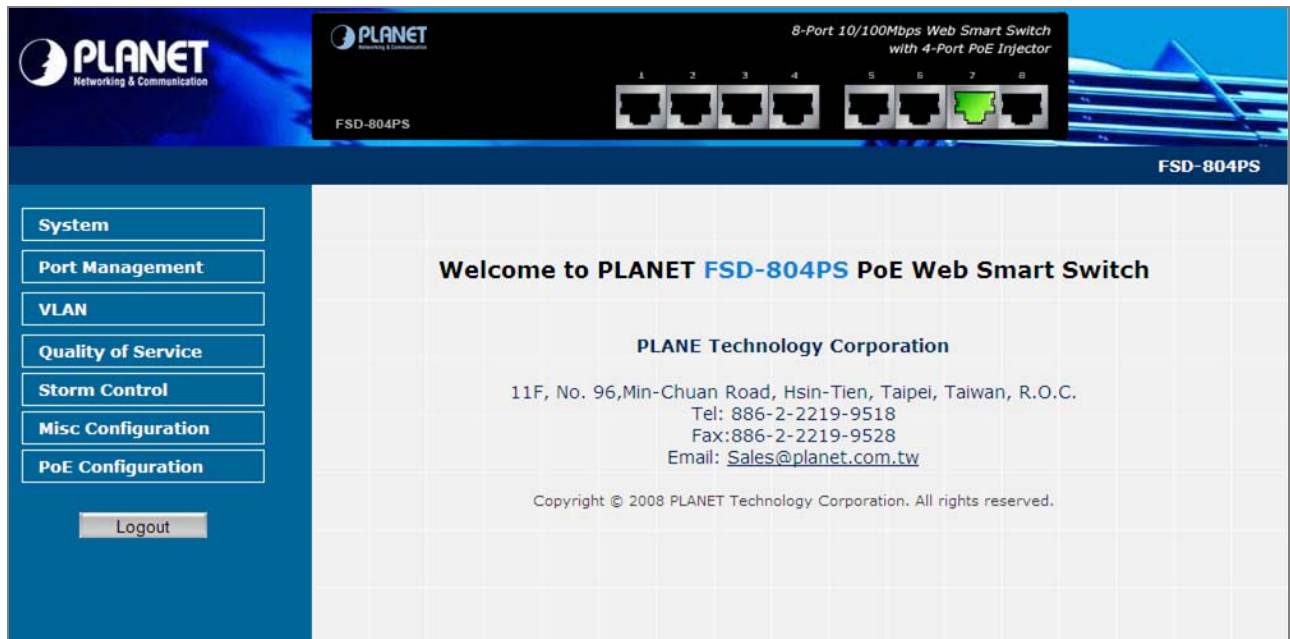 PLANET
Networking & Communication
PLANET
Networking & Communication
8-Port 10/100Mbps Web Smart Switch
with 4-Port PoE Injector
1 2 3 4 5 6 7 8
FSD-804PS
FSD-804PS
System
Port Management
VLAN
Quality of Service
Storm Control
Misc Configuration
PoE Configuration
Logout
Welcome to PLANET FSD-804PS PoE Web Smart Switch
PLANE Technology Corporation
11F, No. 96,Min-Chuan Road, Hsin-Tien, Taipei, Taiwan, R.O.C.
Tel: 886-2-2219-9518
Fax:886-2-2219-9528
Email: Sales@planet.com.tw
Copyright © 2008 PLANET Technology Corporation. All rights reserved.